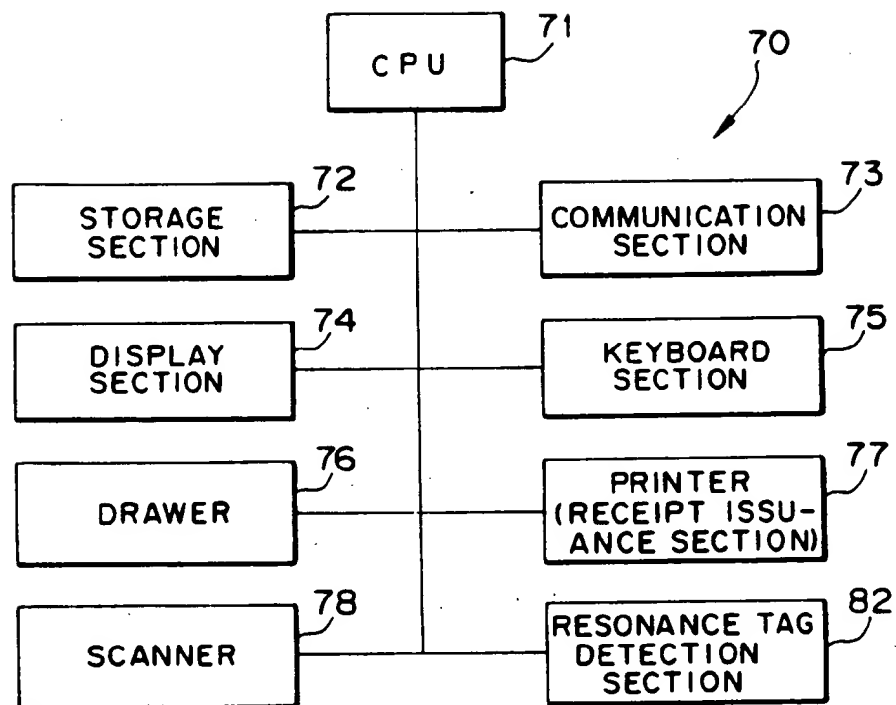 71
CPU
70
72
STORAGE
SECTION
73
COMMUNICATION
SECTION
74
DISPLAY
SECTION
75
KEYBOARD
SECTION
76
DRAWER
77
PRINTER
(RECEIPT ISSU-
ANCE SECTION)
78
SCANNER
82
RESONANCE TAG
DETECTION
SECTION